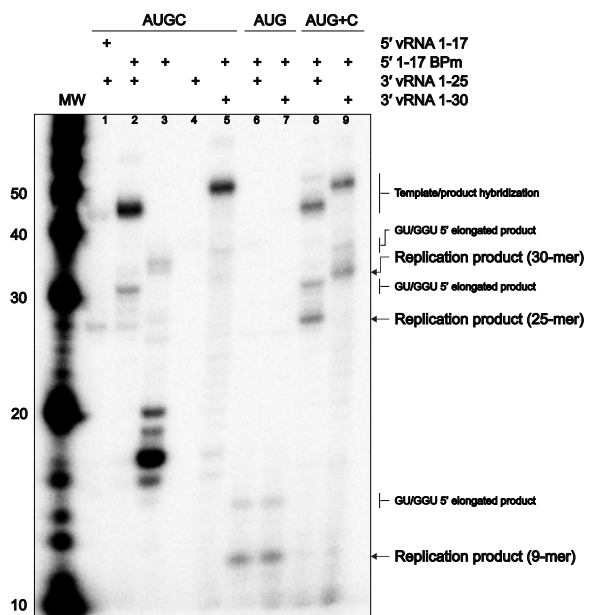 AUGC AUG AUG+C
+ 5′ vRNA 1-17
+ + + + + + + 5′ 1-17 BPm
+ + + + + 3′ vRNA 1-25
+ + + 3′ vRNA 1-30
MW 1 2 3 4 5 6 7 8 9
50
Template/product hybridization
40
GU/GGU 5′ elongated product
Replication product (30-mer)
30
GU/GGU 5′ elongated product
Replication product (25-mer)
20
GU/GGU 5′ elongated product
Replication product (9-mer)
10